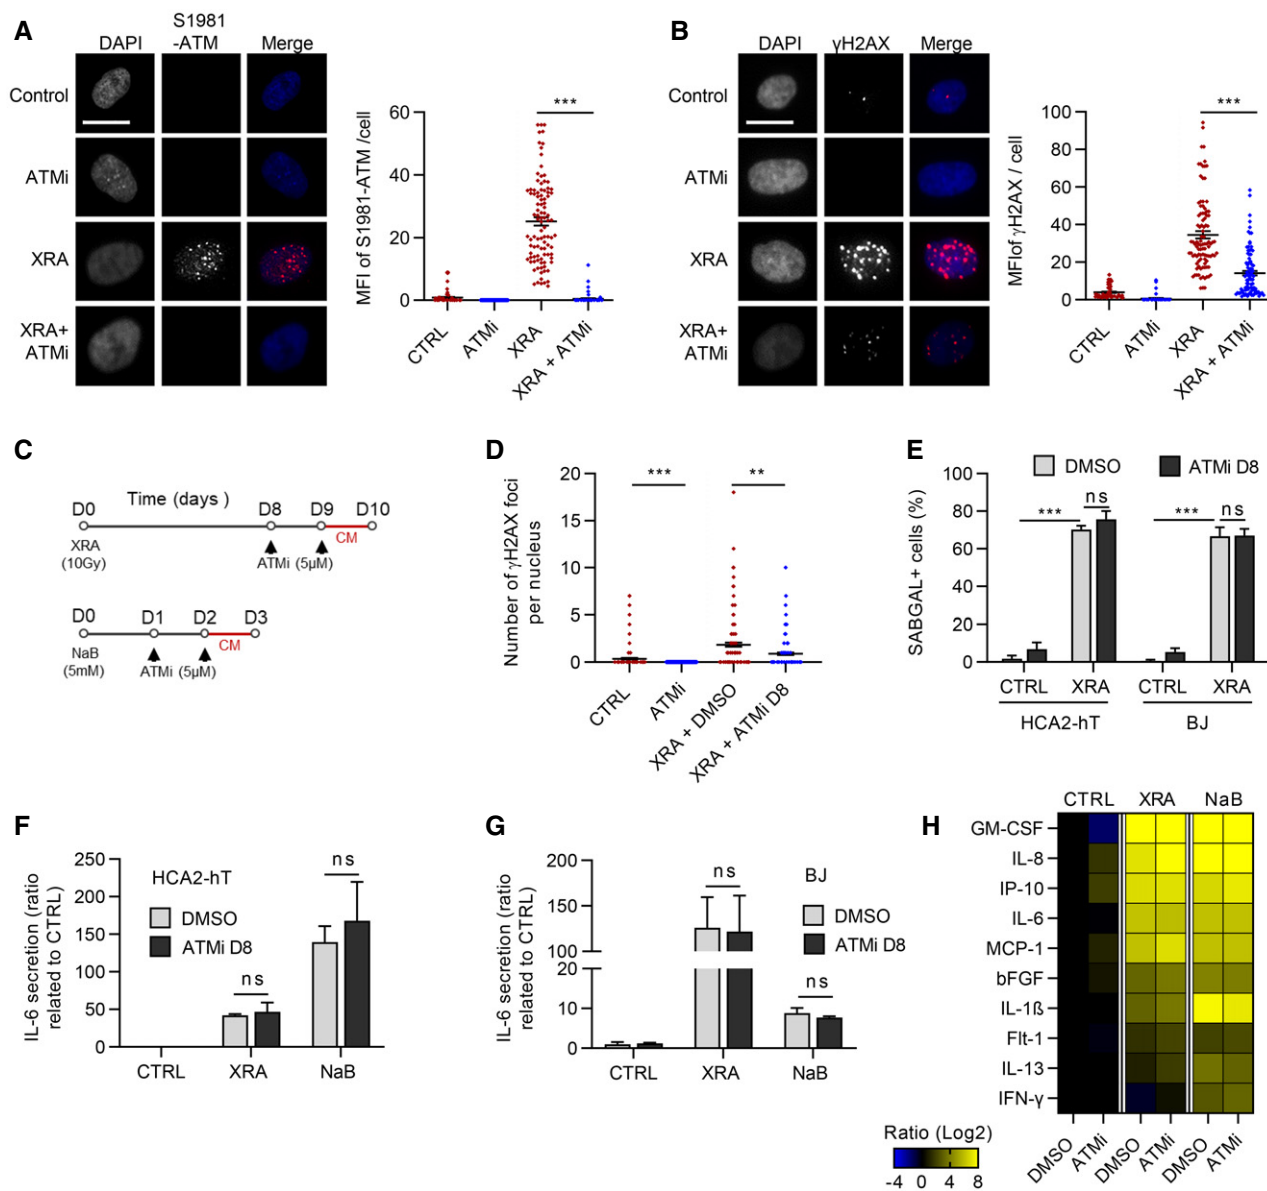 A
S1981
DAPI -ATM Merge
Control
ATMi
XRA
XRA+
ATMi
MFI of S1981-ATM /cell
60
40
20
0
***
CTRL
ATMi
XRA
XRA + ATMi
B
DAPI γH2AX Merge
Control
ATMi
XRA
XRA+
ATMi
MFIof γH2AX / cell
100
80
60
40
20
0
***
CTRL
ATMi
XRA
XRA + ATMi
C
Time (days )
D0 D8 D9 D10
CM
XRA
(10Gy)
ATMi (5µM)
D0 D1 D2 D3
CM
NaB
(5mM)
ATMi (5µM)
D
Number of γH2AX foci
per nucleus
20
15
10
5
0
*** **
CTRL
ATMi
XRA + DMSO
XRA + ATMi D8
E
DMSO ATMi D8
SABGAL+ cells (%)
100
80
60
40
20
0
*** ns *** ns
CTRL XRA CTRL XRA
HCA2-hT BJ
F
IL-6 secretion (ratio
related to CTRL)
250
200
150
100
50
0
HCA2-hT
DMSO
ATMi D8
ns
ns
CTRL XRA NaB
G
IL-6 secretion (ratio
related to CTRL)
200
150
100
20
10
0
BJ
DMSO
ATMi D8
ns
ns
CTRL XRA NaB
H
CTRL XRA NaB
GM-CSF
IL-8
IP-10
IL-6
MCP-1
bFGF
IL-1ß
Flt-1
IL-13
IFN-γ
DMSO
ATMi
DMSO
ATMi
DMSO
ATMi
Ratio (Log2)
-4 0 4 8